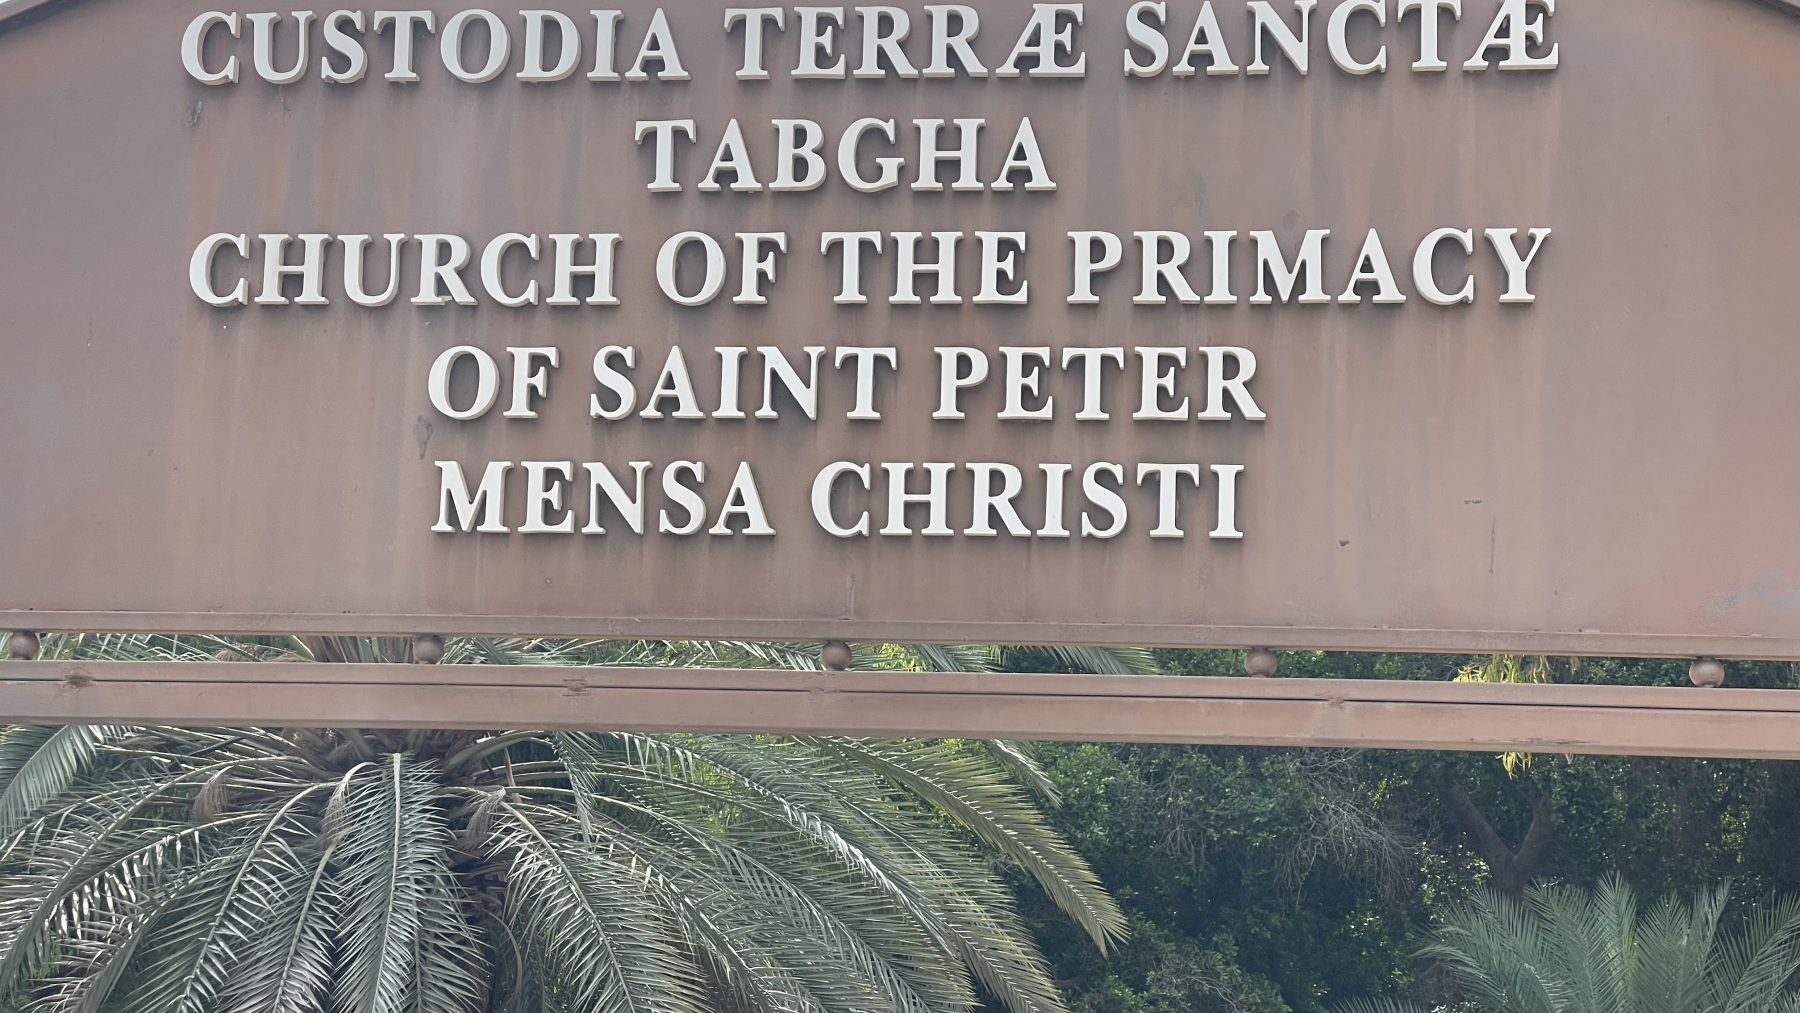 CUSTODIA TERRÆ SANCTÆ
TABGHA
CHURCH OF THE PRIMACY
OF SAINT PETER
MENSA CHRISTI